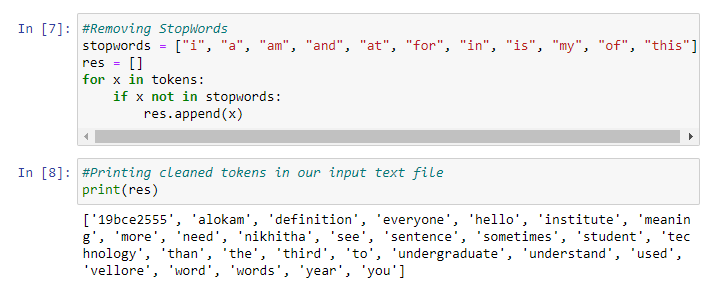 In [7]: #Removing StopWords
stopwords = ["i", "a", "am", "and", "at", "for", "in", "is", "my", "of", "this"]
res = []
for x in tokens:
    if x not in stopwords:
        res.append(x)
In [8]: #Printing cleaned tokens in our input text file
print(res)
['19bce2555', 'alokam', 'definition', 'everyone', 'hello', 'institute', 'meanin
g', 'more', 'need', 'nikhitha', 'see', 'sentence', 'sometimes', 'student', 'tec
hnology', 'than', 'the', 'third', 'to', 'undergraduate', 'understand', 'used',
'vellore', 'word', 'words', 'year', 'you']